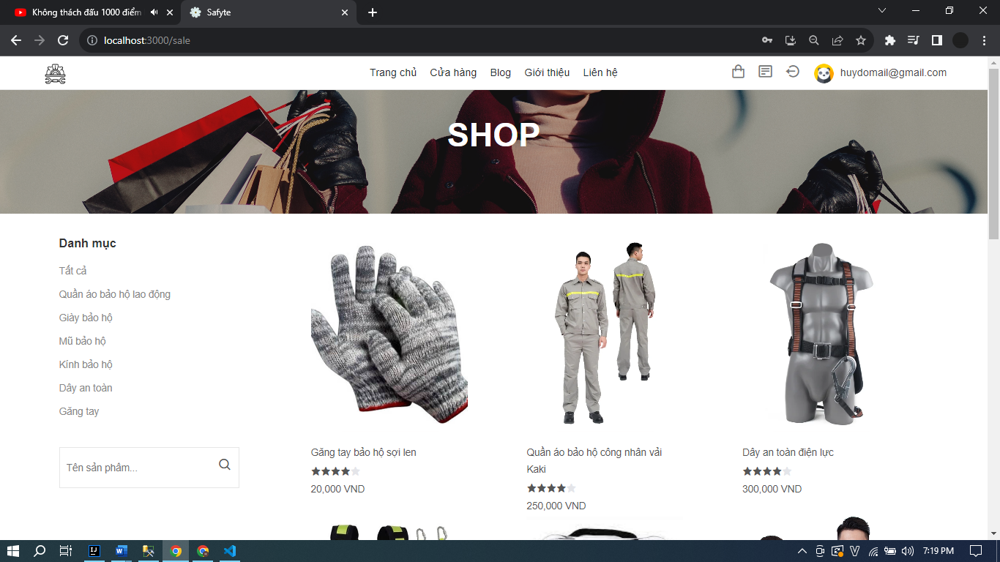 Không thách đấu 1000 điểm
Safyte
localhost:3000/sale
Trang chủ
Cửa hàng
Blog
Giới thiệu
Liên hệ
huydomail@gmail.com
SHOP
Danh mục
Tất cả
Quần áo bảo hộ lao động
Giày bảo hộ
Mũ bảo hộ
Kính bảo hộ
Dây an toàn
Găng tay
Tên sản phẩm...
Găng tay bảo hộ sợi len
20,000 VND
Quần áo bảo hộ công nhân vải
Kaki
250,000 VND
Dây an toàn điện lực
300,000 VND
7:19 PM